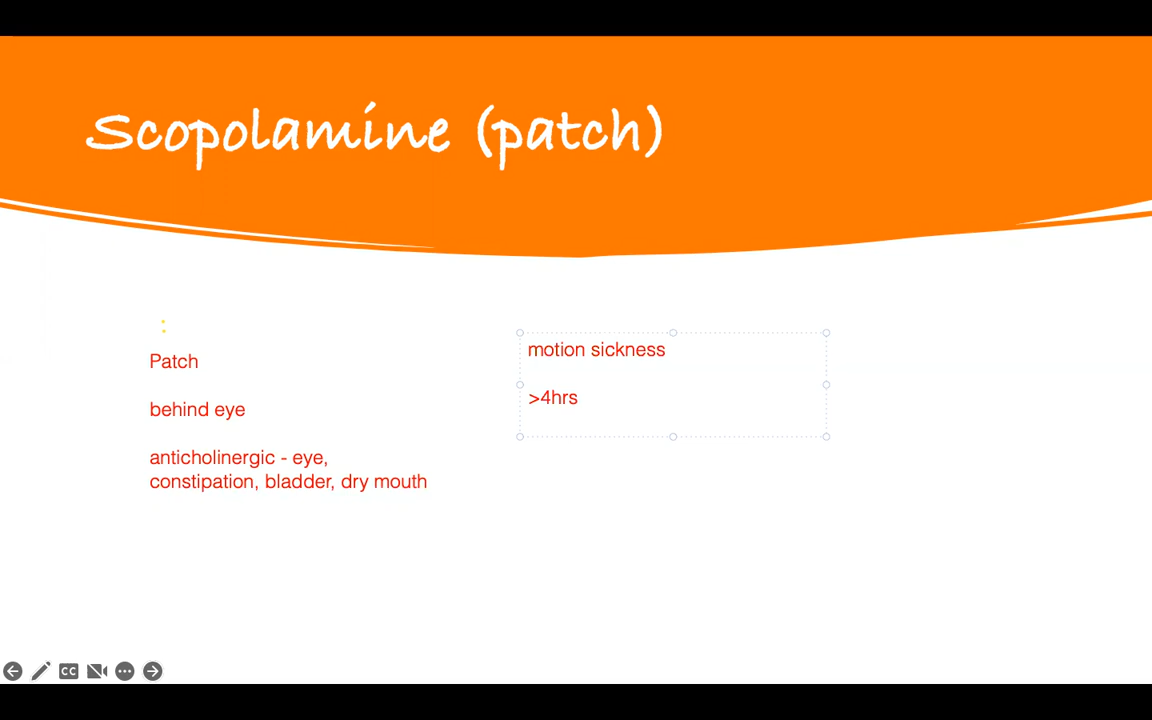 Scopolamine (patch)
:
Patch
behind eye
anticholinergic - eye,
constipation, bladder, dry mouth
motion sickness
>4hrs
CC